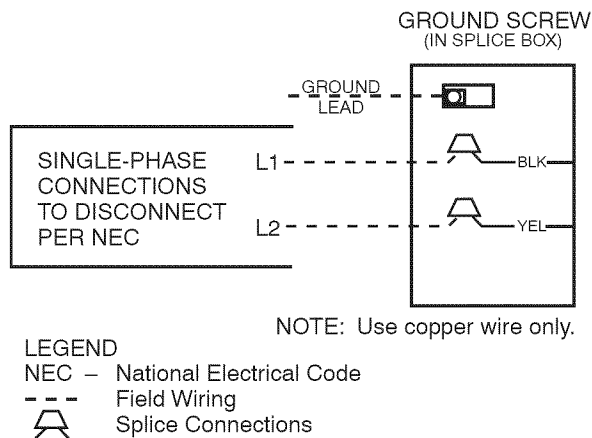 GROUND SCREW
(IN SPLICE BOX)
GROUND
LEAD
SINGLE-PHASE
CONNECTIONS
TO DISCONNECT
PER NEC
L1
BLK
L2
YEL
NOTE: Use copper wire only.
LEGEND
NEC – National Electrical Code
Field Wiring
Splice Connections